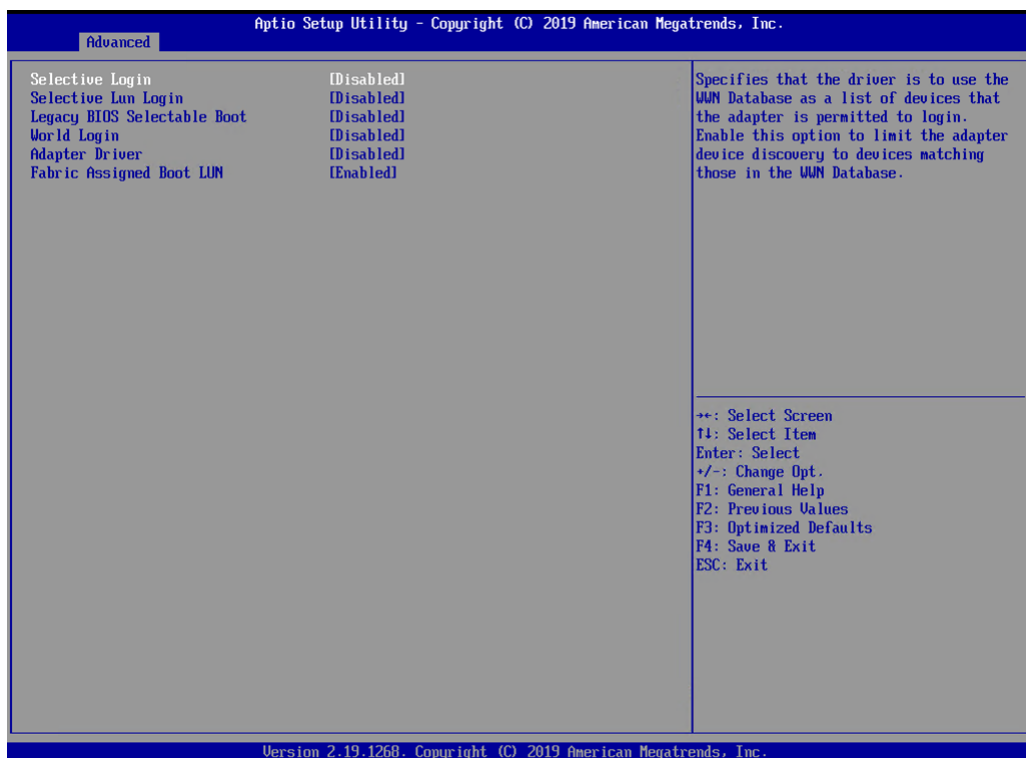 Aptio Setup Utility - Copyright (C) 2019 American Megatrends, Inc.
Advanced
Selective Login [Disabled]
Selective Lun Login [Disabled]
Legacy BIOS Selectable Boot [Disabled]
World Login [Disabled]
Adapter Driver [Disabled]
Fabric Assigned Boot LUN [Enabled]
Specifies that the driver is to use the
WWN Database as a list of devices that
the adapter is permitted to login.
Enable this option to limit the adapter
device discovery to devices matching
those in the WWN Database.
→←: Select Screen
↑↓: Select Item
Enter: Select
+/-: Change Opt.
F1: General Help
F2: Previous Values
F3: Optimized Defaults
F4: Save & Exit
ESC: Exit
Version 2.19.1268. Copyright (C) 2019 American Megatrends, Inc.